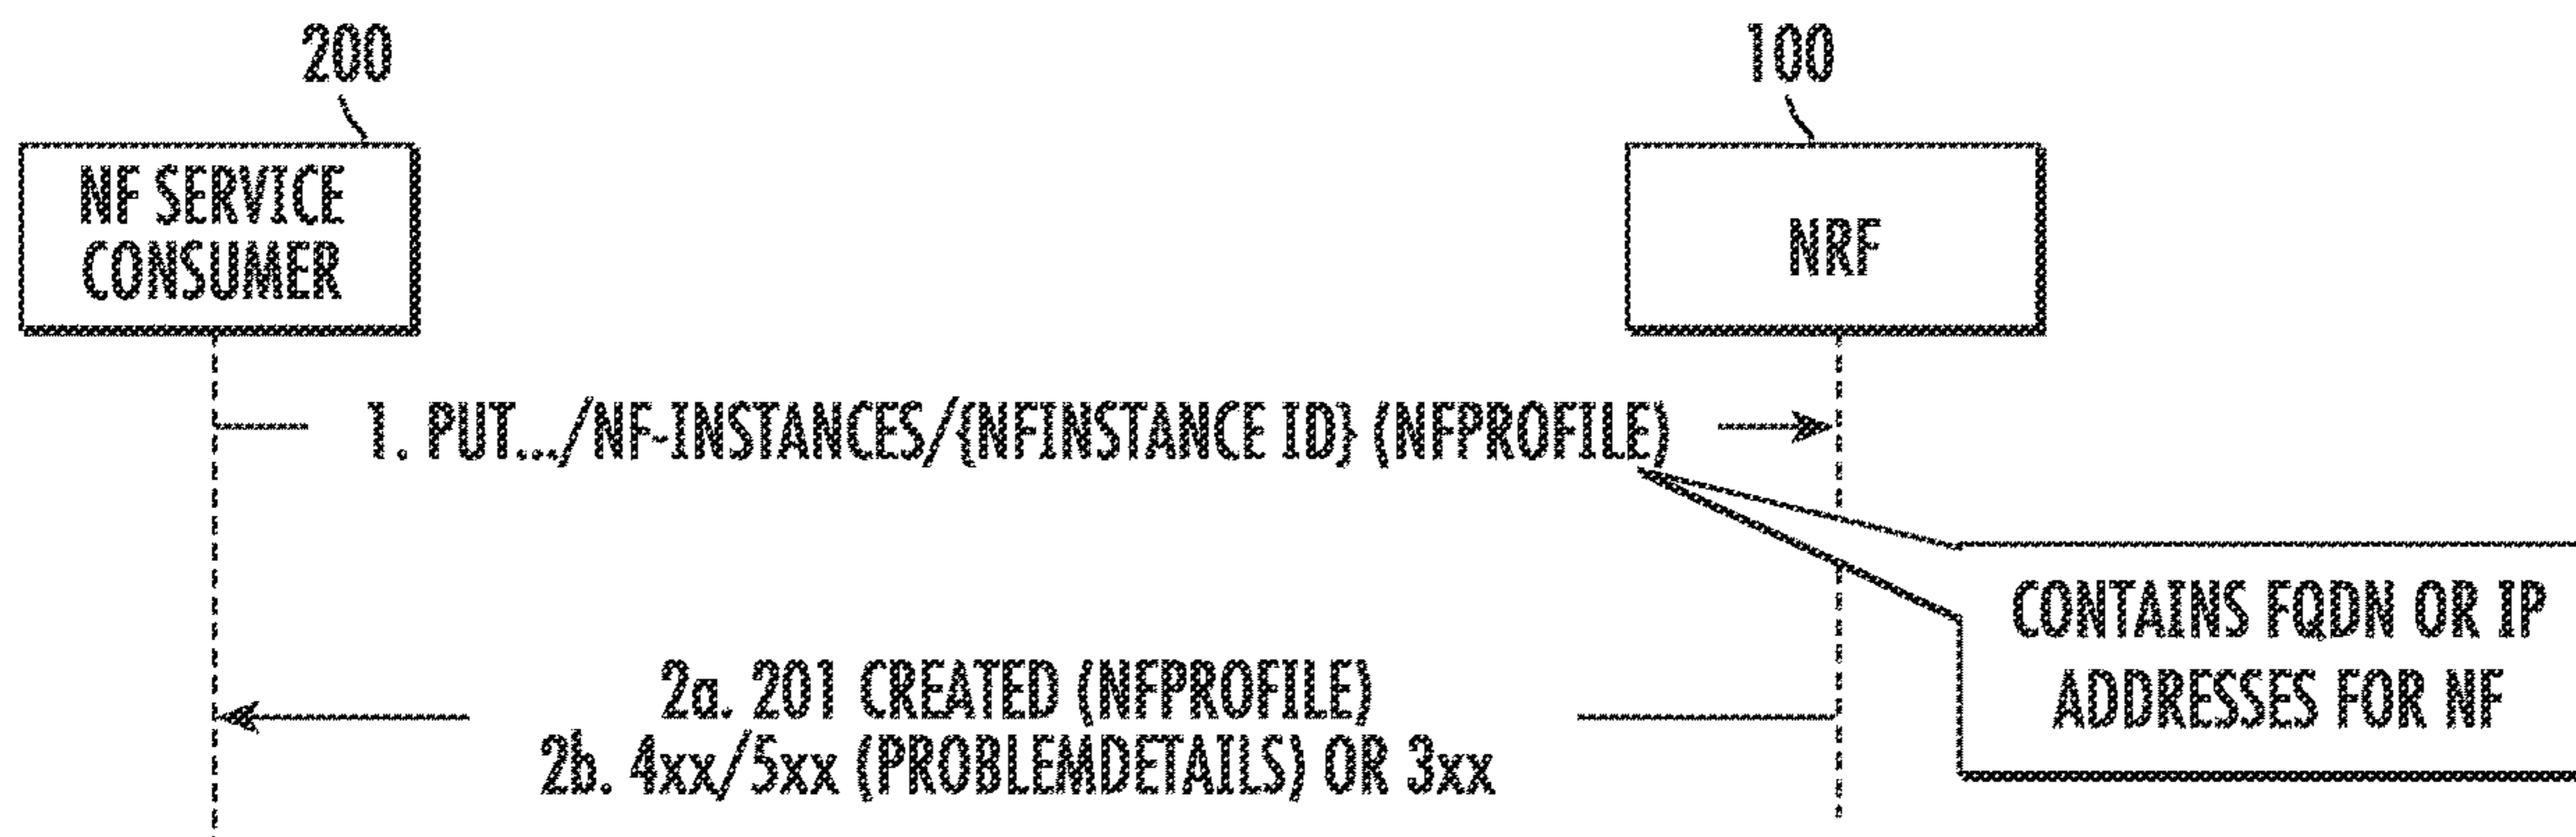 200
100
NF SERVICE
CONSUMER
NRF
1. PUT.../NF-INSTANCES/{NFINSTANCE ID} (NFPROFILE)
CONTAINS FQDN OR IP
ADDRESSES FOR NF
2a. 201 CREATED (NFPROFILE)
2b. 4xx/5xx (PROBLEMDETAILS) OR 3xx